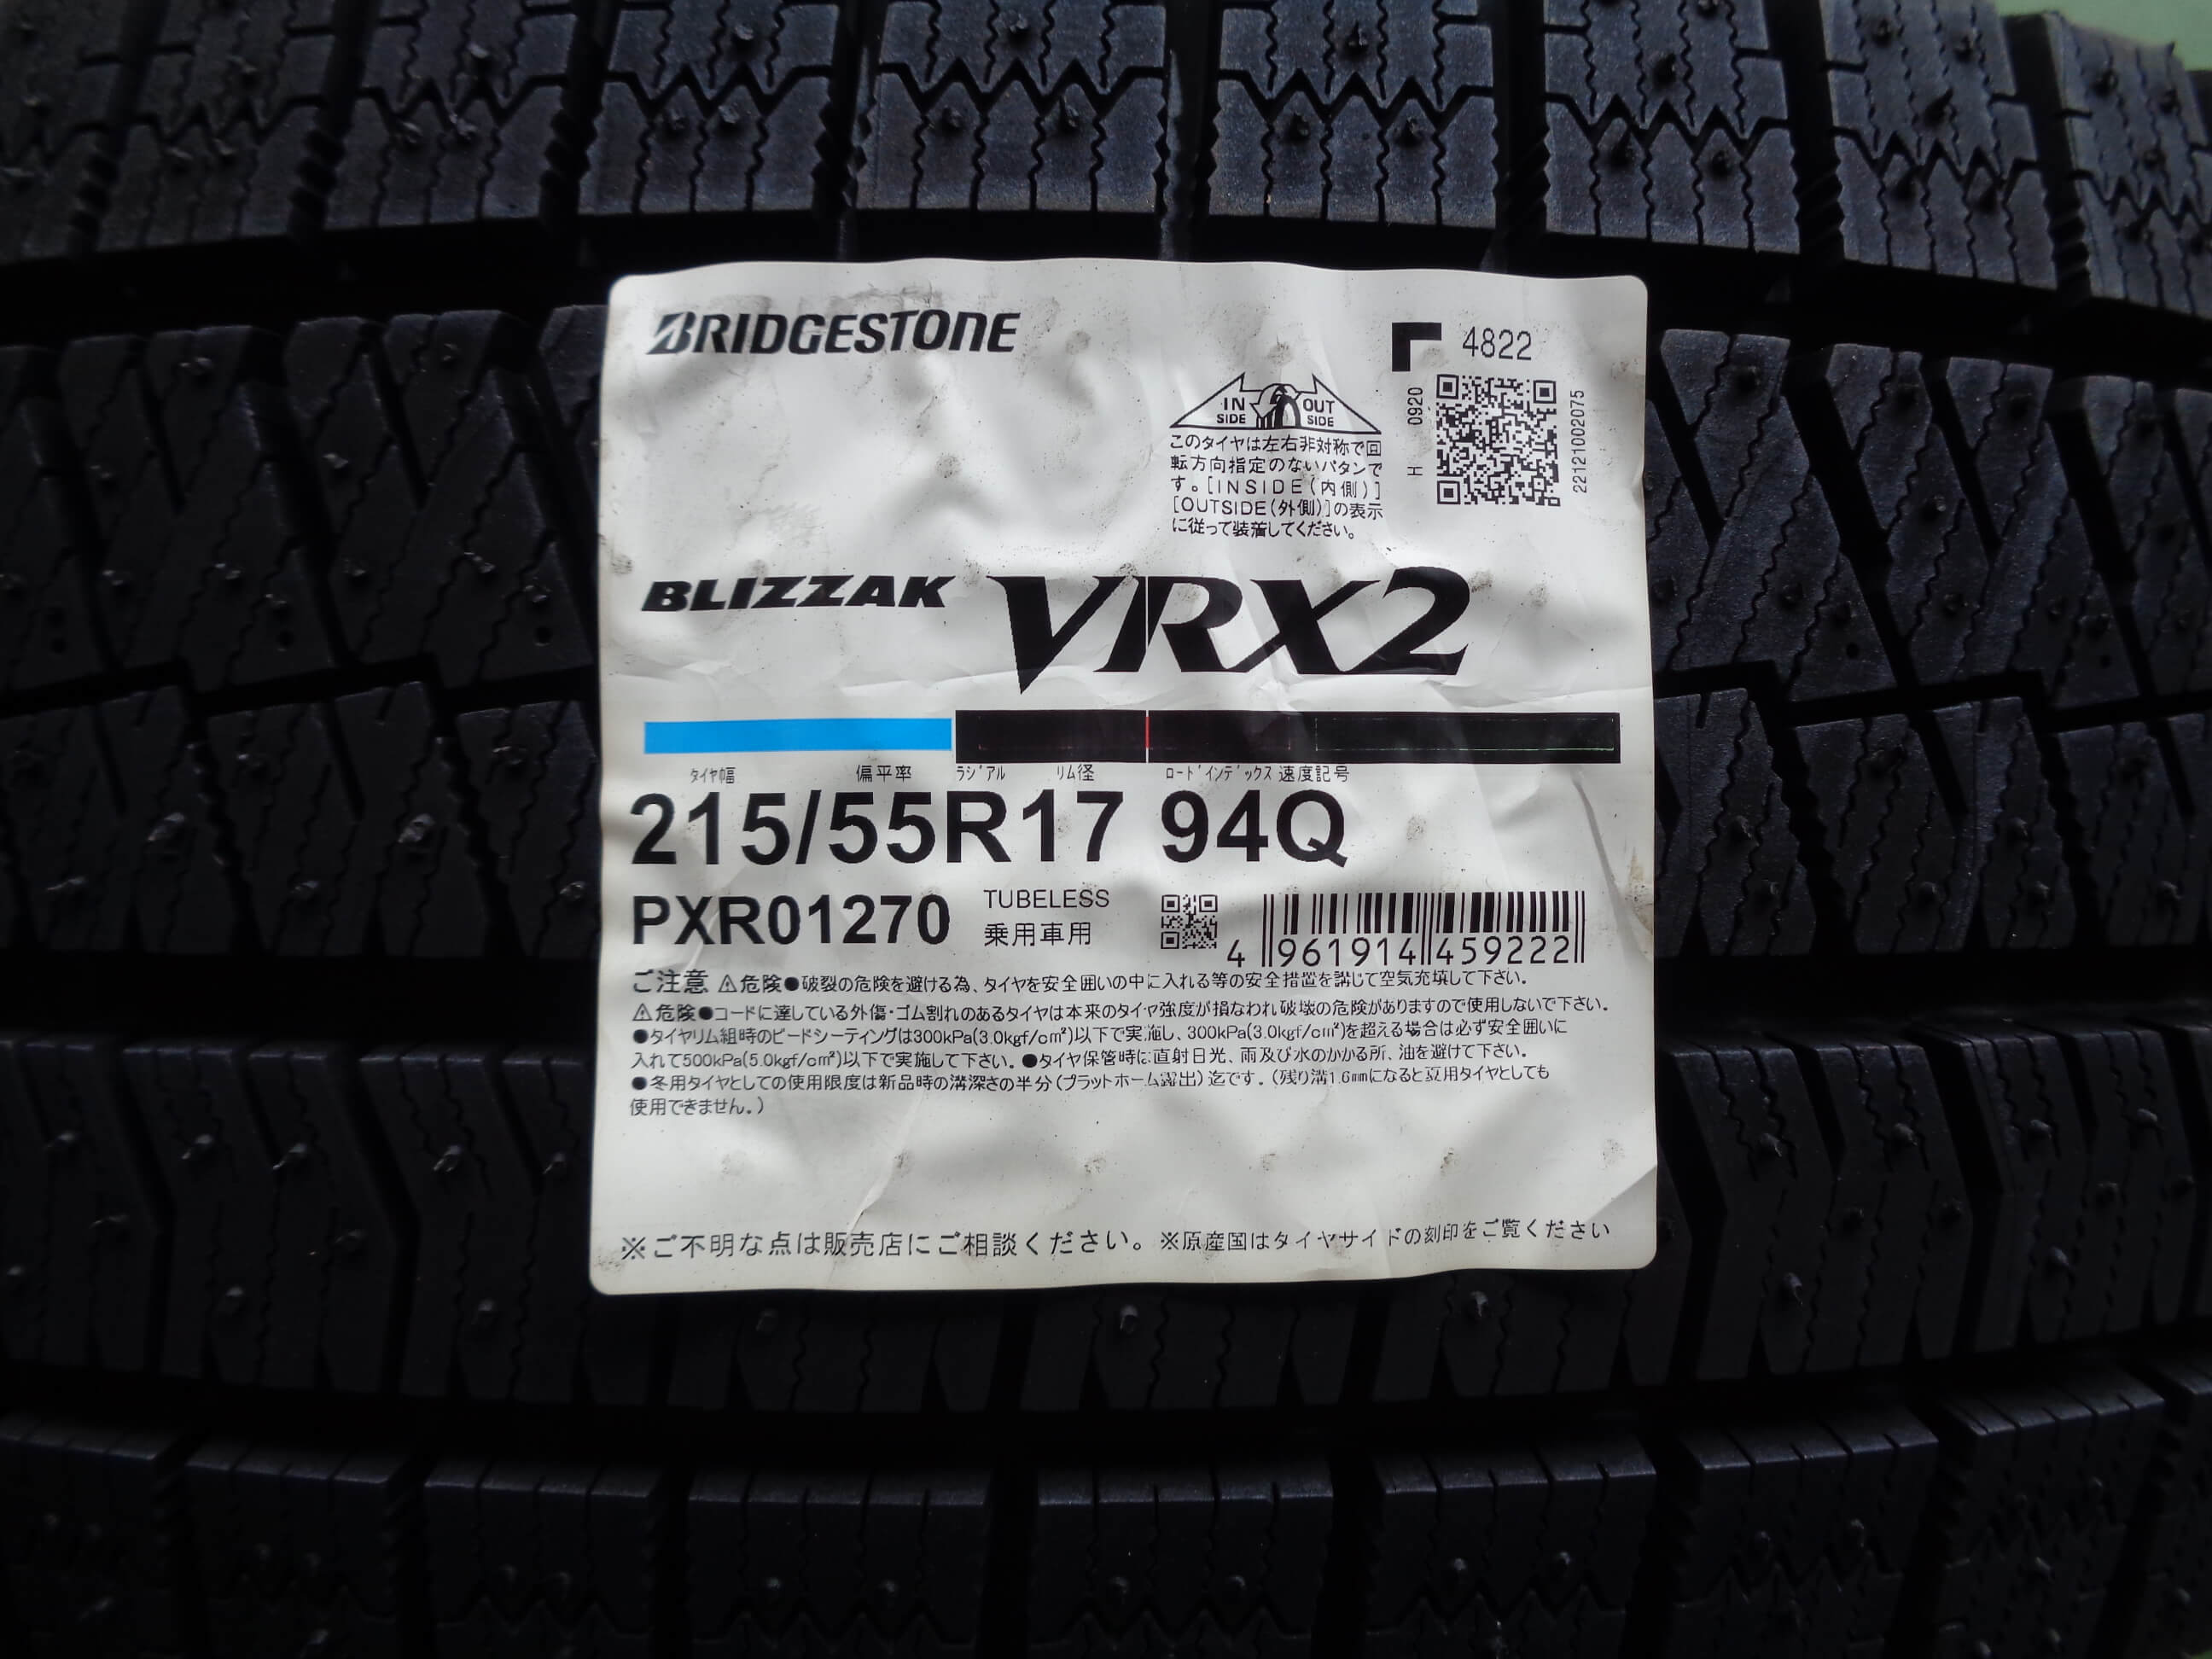 BRIDGESTONE
4822
H 0920
22121002075
IN SIDE
OUT SIDE
このタイヤは左右非対称で回
転方向指定のないパタンで
す。[INSIDE(内側)]
[OUTSIDE(外側)]の表示
に従って装着してください。
BLIZZAK VRX2
タイヤ幅 偏平率 ラジアル リム径 ロードインデックス 速度記号
215/55R17 94Q
PXR01270
TUBELESS
乗用車用
4 961914 459222
ご注意 ⚠危険●破裂の危険を避ける為、タイヤを安全囲いの中に入れる等の安全措置を講じて空気充填して下さい。
⚠危険●コードに達している外傷・ゴム割れのあるタイヤは本来のタイヤ強度が損なわれ破壊の危険がありますので使用しないで下さい。
●タイヤリム組時のビードシーティングは300kPa(3.0kgf/cm²)以下で実施し、300kPa(3.0kgf/cm²)を超える場合は必ず安全囲いに
入れて500kPa(5.0kgf/cm²)以下で実施して下さい。●タイヤ保管時は直射日光、雨及び水のかかる所、油を避けて下さい。
●冬用タイヤとしての使用限度は新品時の溝深さの半分(プラットホーム露出)迄です。(残り溝1.6mmになると夏用タイヤとしても
使用できません。)
※ご不明な点は販売店にご相談ください。※原産国はタイヤサイドの刻印をご覧ください